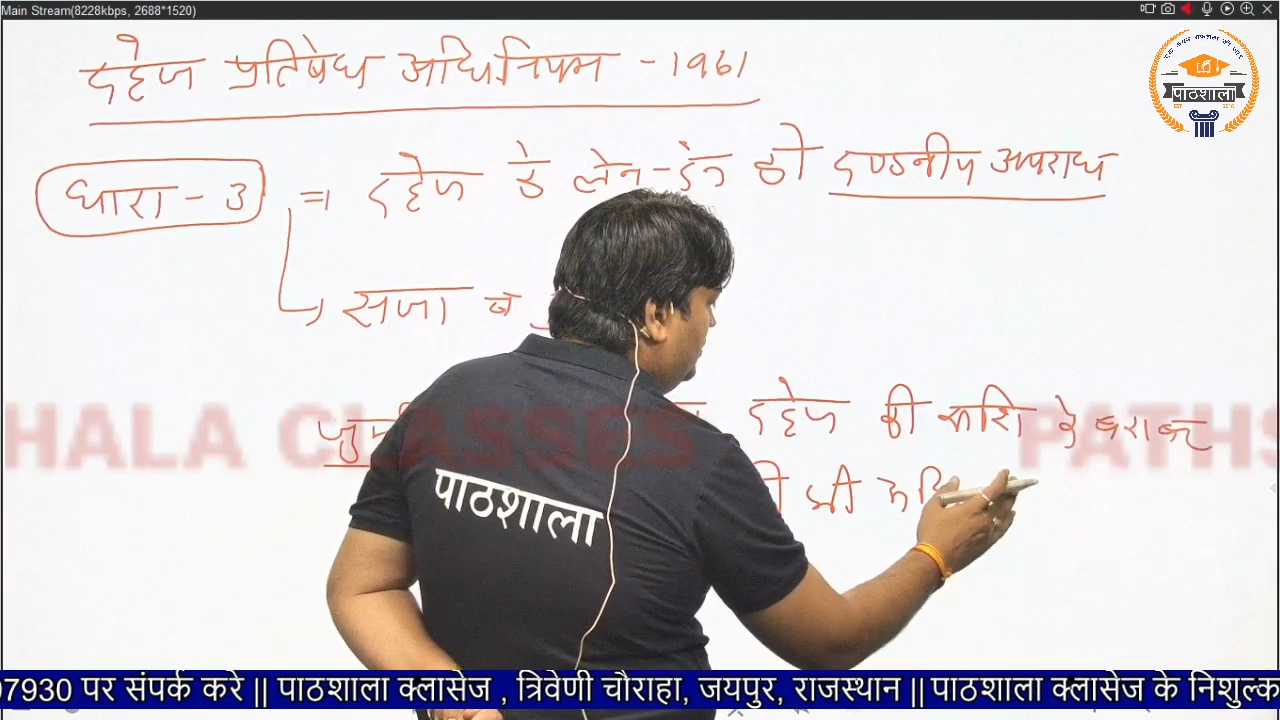 Main Stream(8228kbps, 2688*1520)
दहेज प्रतिषेध अधिनियम - 1961
धारा - 3 = दहेज के लेन-देन को दण्डनीय अपराध
सजा व
दहेज की राशि के बराबर
भी
HALA CLASSES
PATHS
पाठशाला
पाठशाला
07930 पर संपर्क करे || पाठशाला क्लासेज , त्रिवेणी चौराहा, जयपुर, राजस्थान || पाठशाला क्लासेज के निशुल्क